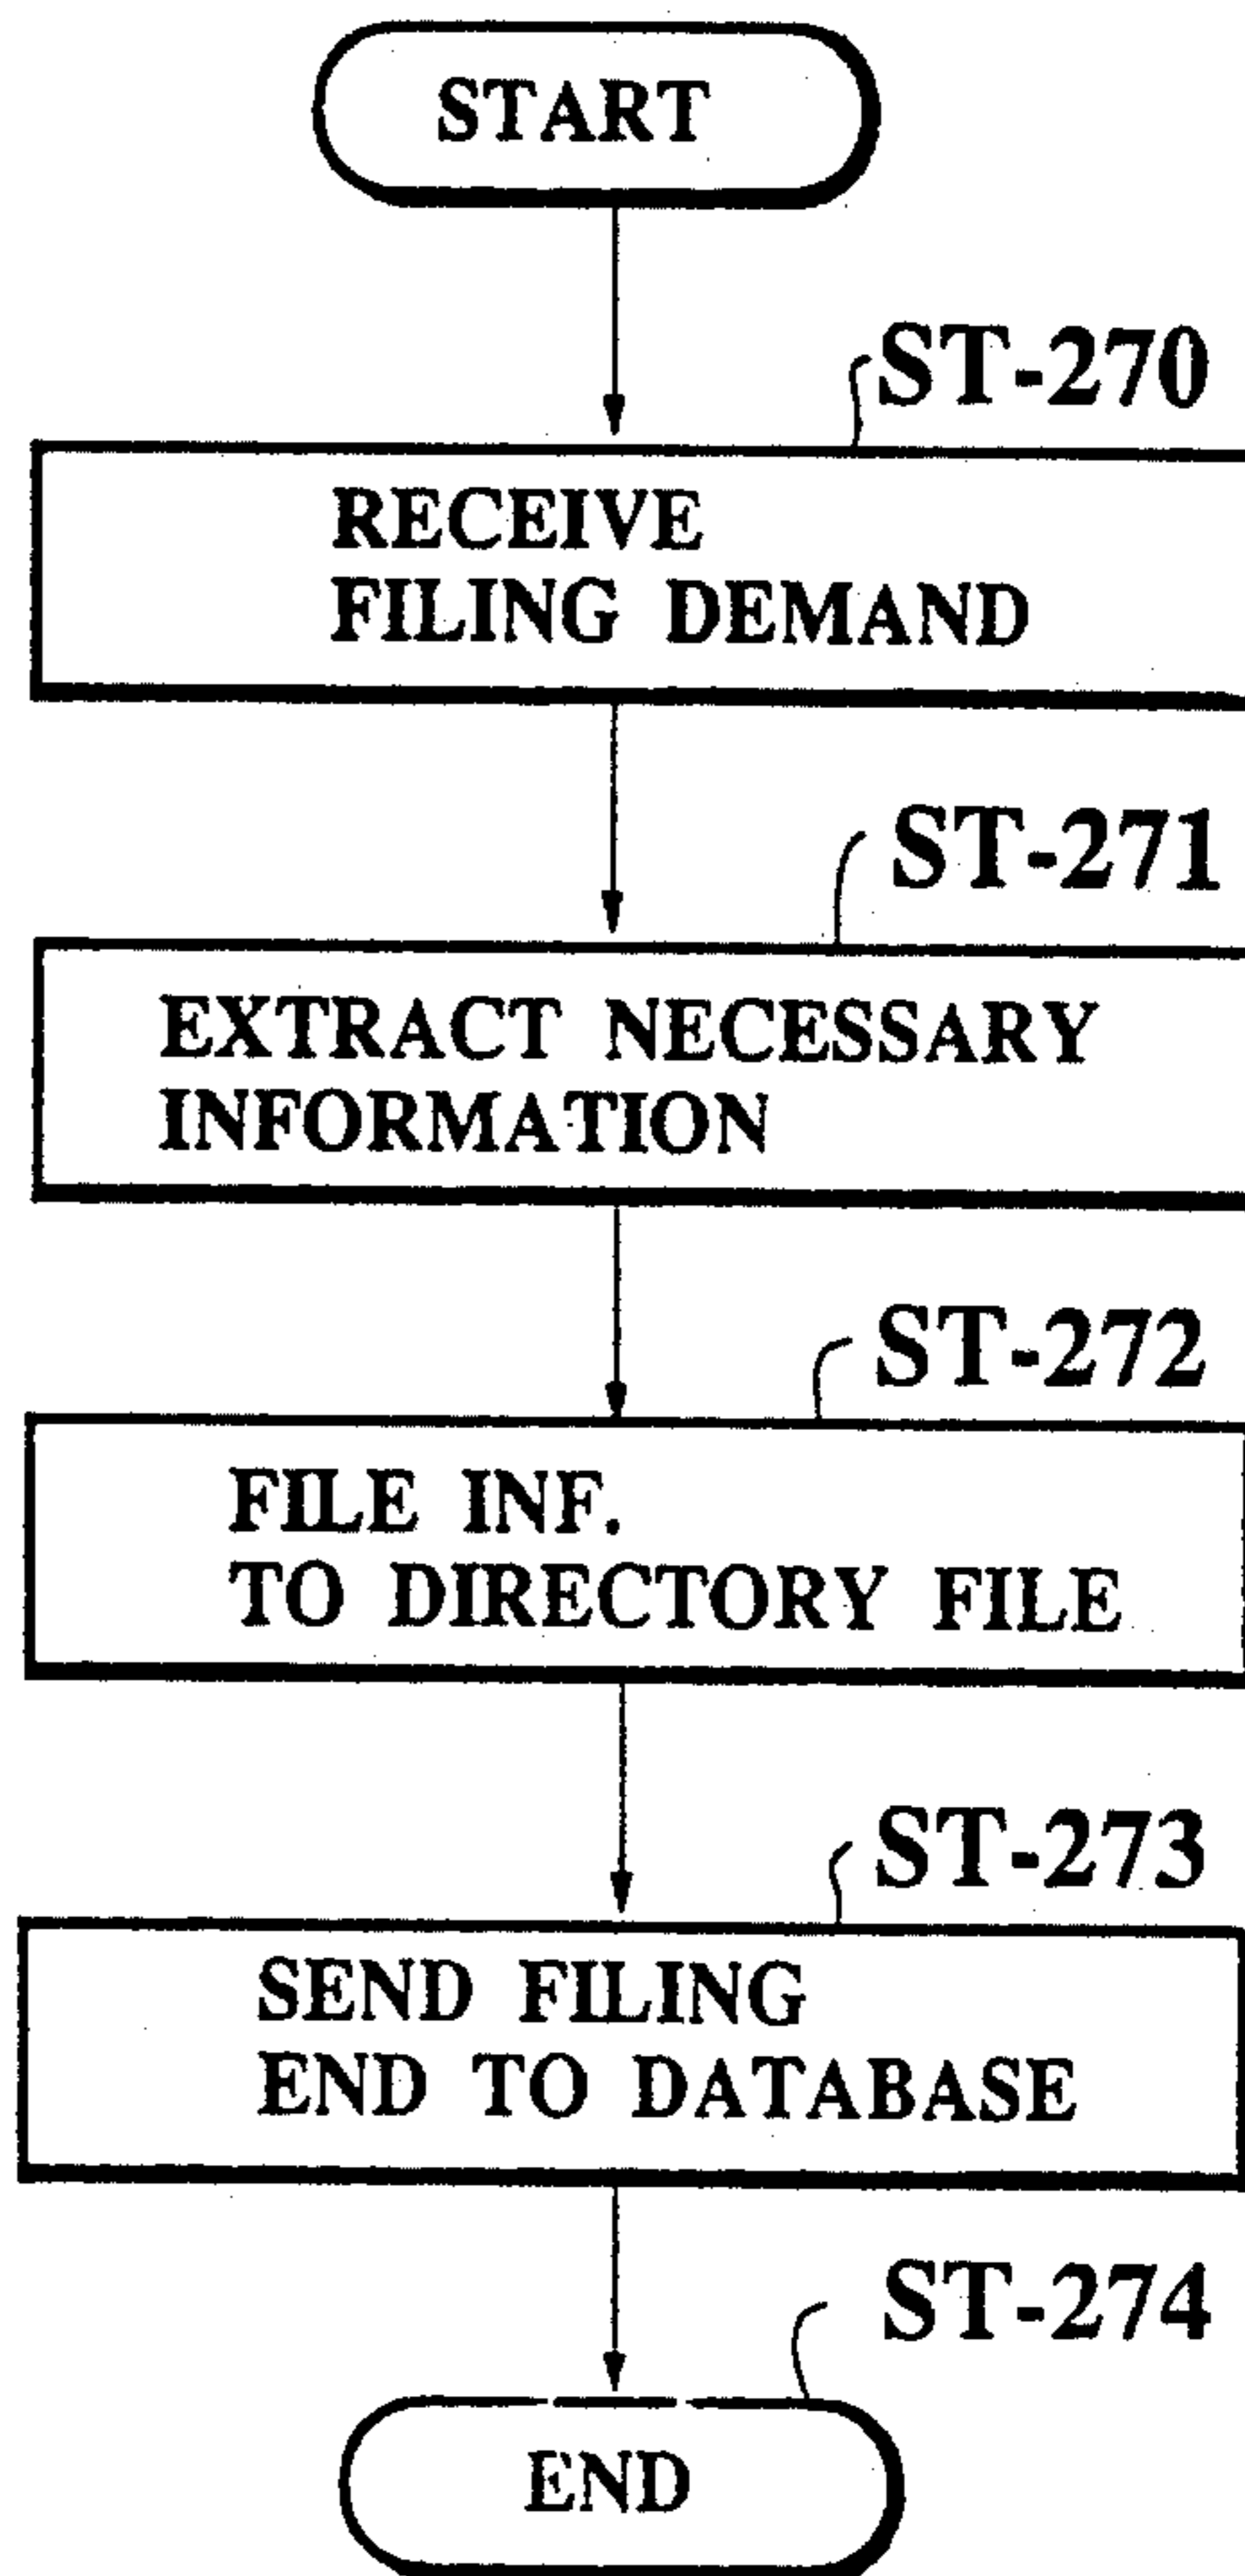 START
ST-270
RECEIVE
FILING DEMAND
ST-271
EXTRACT NECESSARY
INFORMATION
ST-272
FILE INF.
TO DIRECTORY FILE
ST-273
SEND FILING
END TO DATABASE
ST-274
END